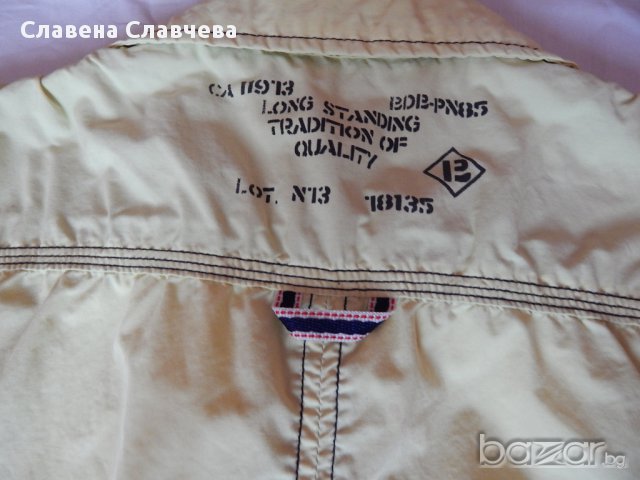 Славена Славчева
CA 11973 BDB-PN85
LONG STANDING
TRADITION OF
QUALITY
LOT. N13 18135
bazar.bg